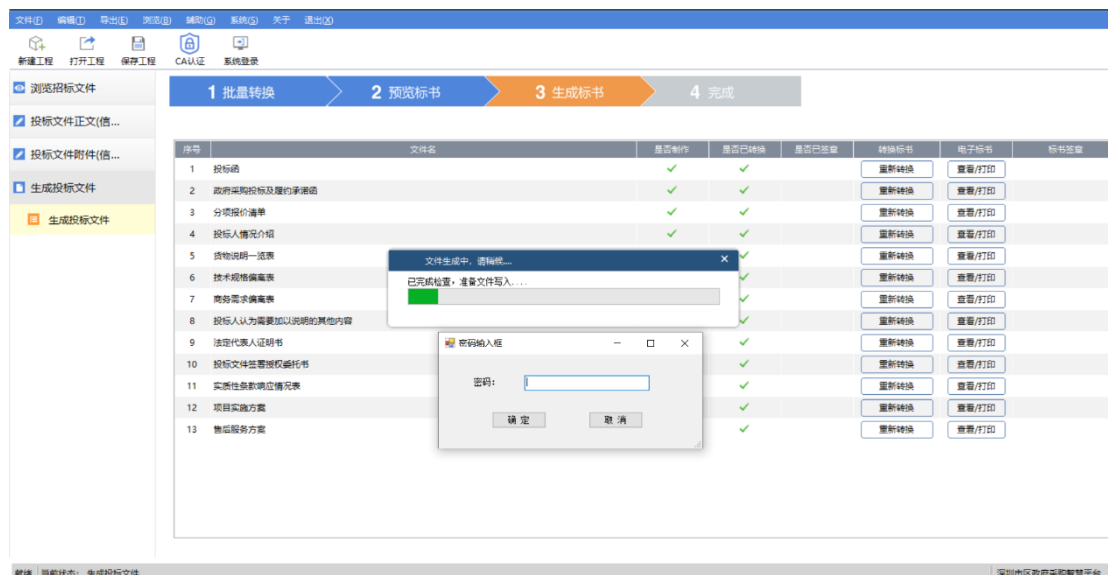 文件(F) 编辑(T) 导出(E) 浏览(B) 辅助(G) 系统(S) 关于 退出(X)
新建工程 打开工程 保存工程 CA认证 系统登录
浏览招标文件
投标文件正文(信...
投标文件附件(信...
生成投标文件
生成投标文件
1 批量转换 2 预览标书 3 生成标书 4 完成
序号 文件名 是否制作 是否已转换 是否已签章 转换标书 电子标书 标书签章
1 投标函 重新转换 查看/打印
2 政府采购投标及履约承诺函 重新转换 查看/打印
3 分项报价清单 重新转换 查看/打印
4 投标人情况介绍 重新转换 查看/打印
5 货物说明一览表 重新转换 查看/打印
6 技术规格偏离表 重新转换 查看/打印
7 商务需求偏离表 重新转换 查看/打印
8 投标人认为需要加以说明的其他内容 重新转换 查看/打印
9 法定代表人证明书 重新转换 查看/打印
10 投标文件签署授权委托书 重新转换 查看/打印
11 实质性条款响应情况表 重新转换 查看/打印
12 项目实施方案 重新转换 查看/打印
13 售后服务方案 重新转换 查看/打印
文件生成中，请稍候....
已完成检查，准备文件写入....
密码输入框
密码：
确 定 取 消
就绪 当前状态： 生成投标文件 深圳市区政府采购智慧平台